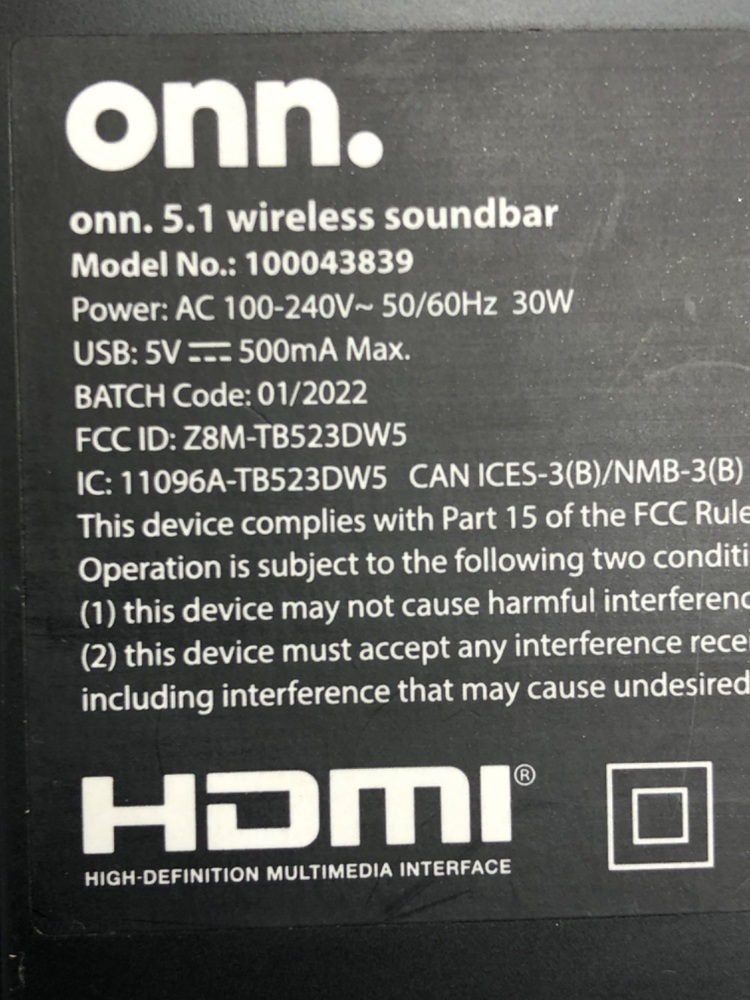 onn.
onn. 5.1 wireless soundbar
Model No.: 100043839
Power: AC 100-240V~ 50/60Hz 30W
USB: 5V ⎓ 500mA Max.
BATCH Code: 01/2022
FCC ID: Z8M-TB523DW5
IC: 11096A-TB523DW5 CAN ICES-3(B)/NMB-3(B)
This device complies with Part 15 of the FCC Rule
Operation is subject to the following two conditi
(1) this device may not cause harmful interferenc
(2) this device must accept any interference rece
including interference that may cause undesired
HDMI®
HIGH-DEFINITION MULTIMEDIA INTERFACE